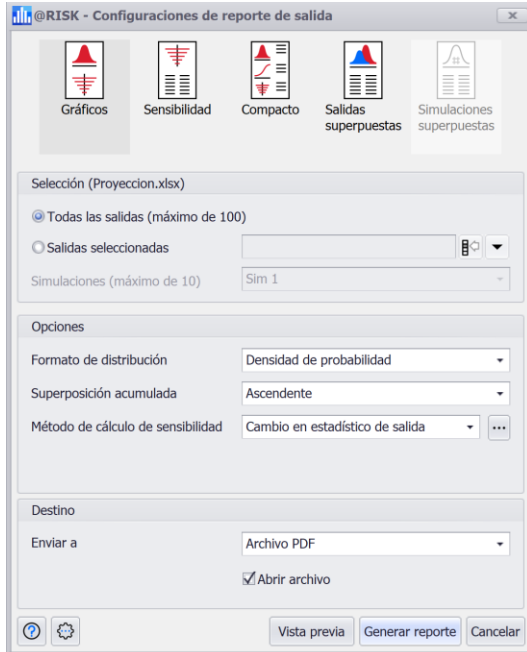 @RISK - Configuraciones de reporte de salida
Gráficos
Sensibilidad
Compacto
Salidas
superpuestas
Simulaciones
superpuestas
Selección (Proyeccion.xlsx)
Todas las salidas (máximo de 100)
Salidas seleccionadas
Simulaciones (máximo de 10)
Sim 1
Opciones
Formato de distribución
Densidad de probabilidad
Superposición acumulada
Ascendente
Método de cálculo de sensibilidad
Cambio en estadístico de salida
Destino
Enviar a
Archivo PDF
Abrir archivo
Vista previa
Generar reporte
Cancelar